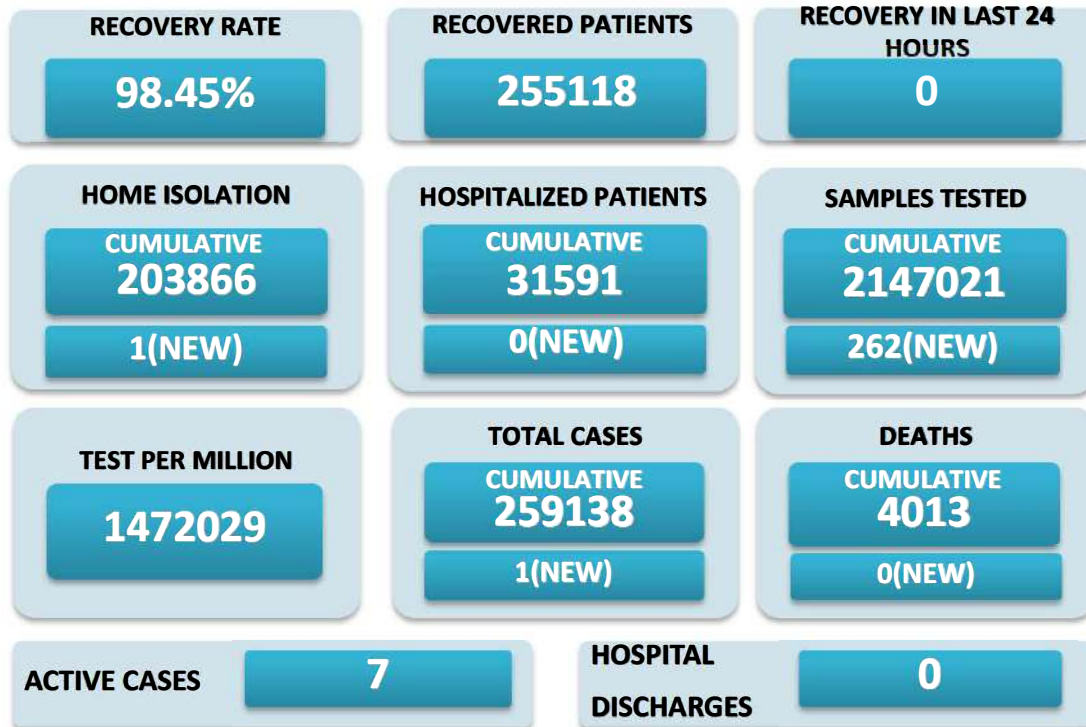 RECOVERY RATE
98.45%
RECOVERED PATIENTS
255118
RECOVERY IN LAST 24
HOURS
0
HOME ISOLATION
CUMULATIVE
203866
1(NEW)
HOSPITALIZED PATIENTS
CUMULATIVE
31591
0(NEW)
SAMPLES TESTED
CUMULATIVE
2147021
262(NEW)
TEST PER MILLION
1472029
TOTAL CASES
CUMULATIVE
259138
1(NEW)
DEATHS
CUMULATIVE
4013
0(NEW)
ACTIVE CASES
7
HOSPITAL
DISCHARGES
0